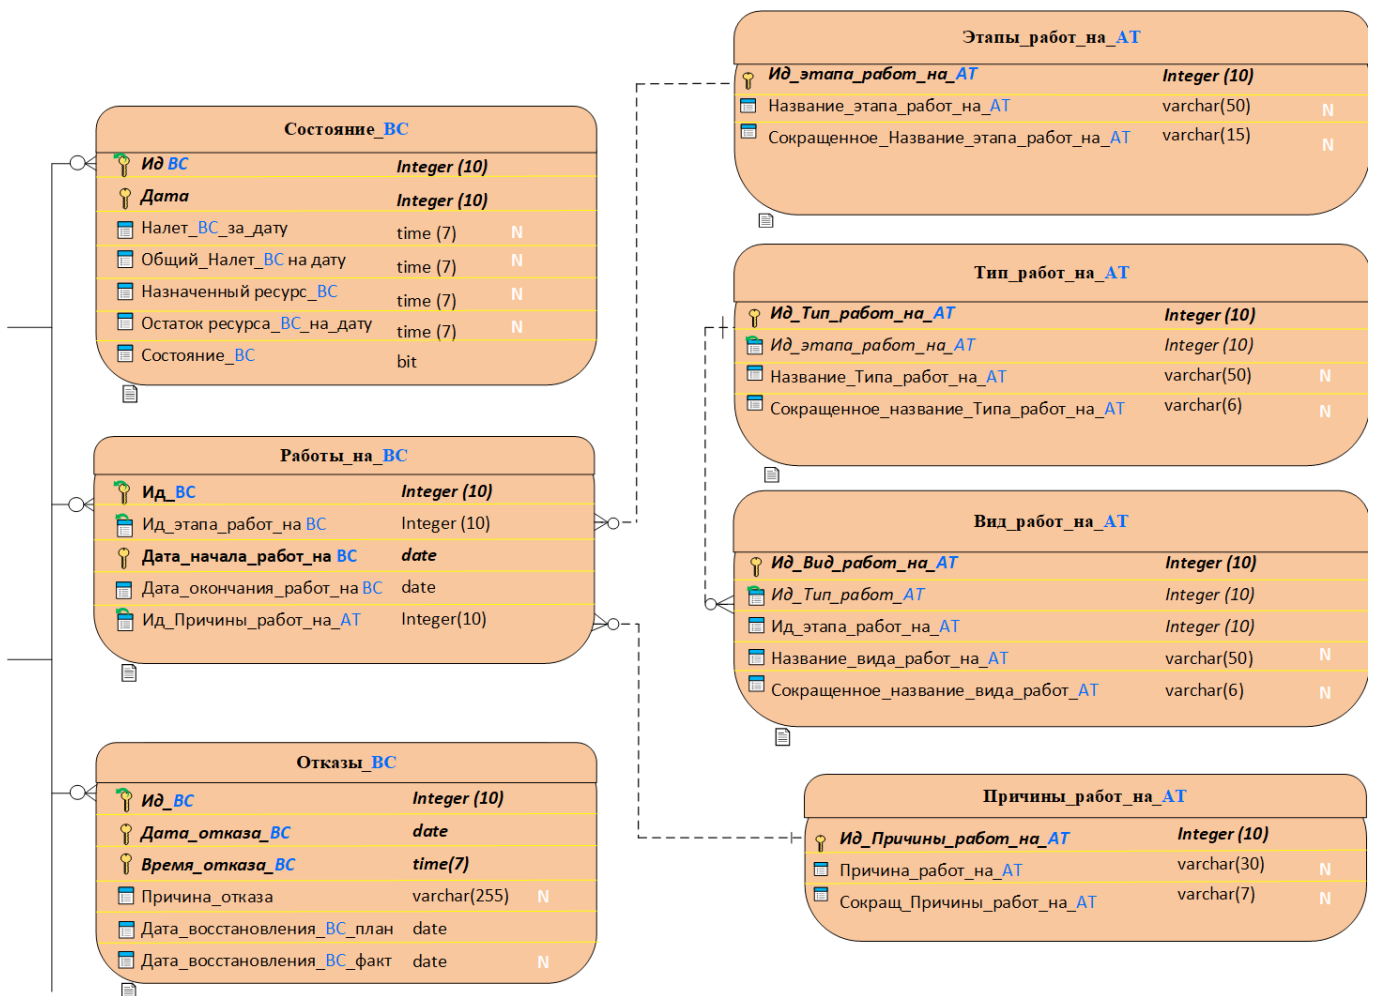 Состояние_ВС
Ид ВС Integer (10)
Дата Integer (10)
Налет_ВС_за_дату time (7) N
Общий_Налет_ВС на дату time (7) N
Назначенный ресурс_ВС time (7) N
Остаток ресурса_ВС_на_дату time (7) N
Состояние_ВС bit
Работы_на_ВС
Ид_ВС Integer (10)
Ид_этапа_работ_на ВС Integer (10)
Дата_начала_работ_на ВС date
Дата_окончания_работ_на ВС date
Ид_Причины_работ_на_АТ Integer(10)
Отказы_ВС
Ид_ВС Integer (10)
Дата_отказа_ВС date
Время_отказа_ВС time(7)
Причина_отказа varchar(255) N
Дата_восстановления_ВС_план date
Дата_восстановления_ВС_факт date N
Этапы_работ_на_АТ
Ид_этапа_работ_на_АТ Integer (10)
Название_этапа_работ_на_АТ varchar(50) N
Сокращенное_Название_этапа_работ_на_АТ varchar(15) N
Тип_работ_на_АТ
Ид_Тип_работ_на_АТ Integer (10)
Ид_этапа_работ_на_АТ Integer (10)
Название_Типа_работ_на_АТ varchar(50) N
Сокращенное_название_Типа_работ_на_АТ varchar(6) N
Вид_работ_на_АТ
Ид_Вид_работ_на_АТ Integer (10)
Ид_Тип_работ_АТ Integer (10)
Ид_этапа_работ_на_АТ Integer (10)
Название_вида_работ_на_АТ varchar(50) N
Сокращенное_название_вида_работ_АТ varchar(6) N
Причины_работ_на_АТ
Ид_Причины_работ_на_АТ Integer (10)
Причина_работ_на_АТ varchar(30) N
Сокращ_Причины_работ_на_АТ varchar(7) N